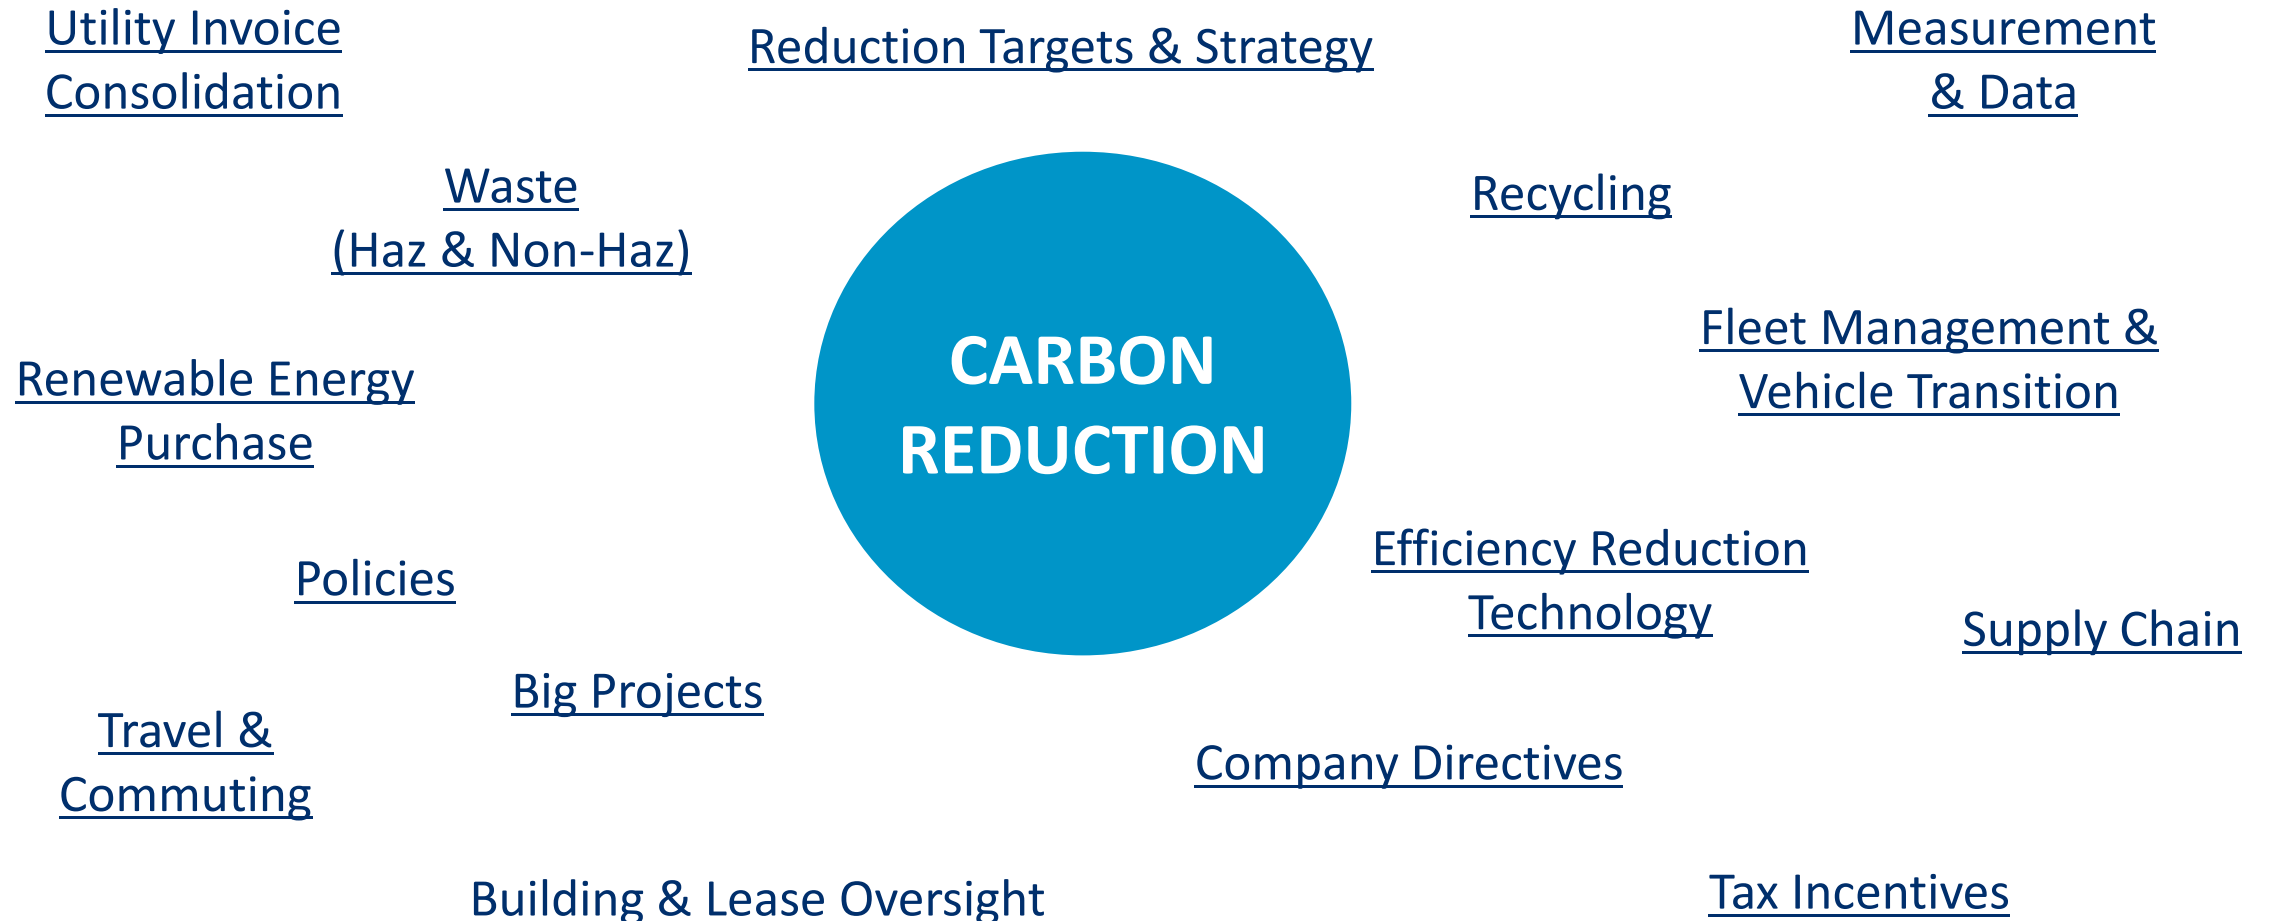 Utility Invoice
Consolidation
Reduction Targets & Strategy
Measurement
& Data
Waste
(Haz & Non-Haz)
Recycling
Renewable Energy
Purchase
CARBON
REDUCTION
Fleet Management &
Vehicle Transition
Policies
Efficiency Reduction
Technology
Supply Chain
Big Projects
Travel &
Commuting
Company Directives
Building & Lease Oversight
Tax Incentives